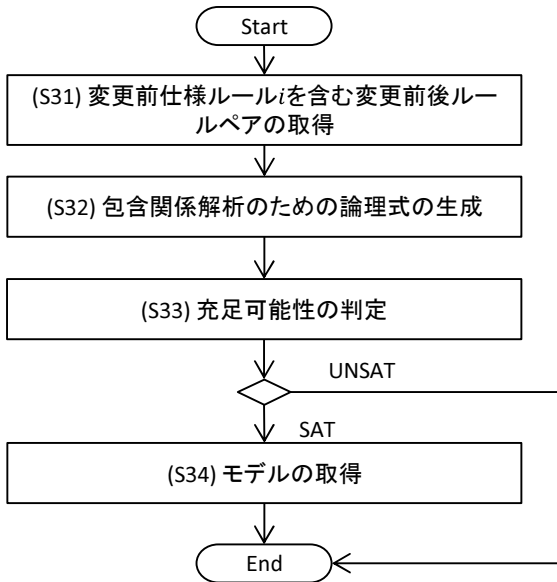 Start
(S31) 変更前仕様ルールiを含む変更前後ルー
ルペアの取得
(S32) 包含関係解析のための論理式の生成
(S33) 充足可能性の判定
UNSAT
SAT
(S34) モデルの取得
End